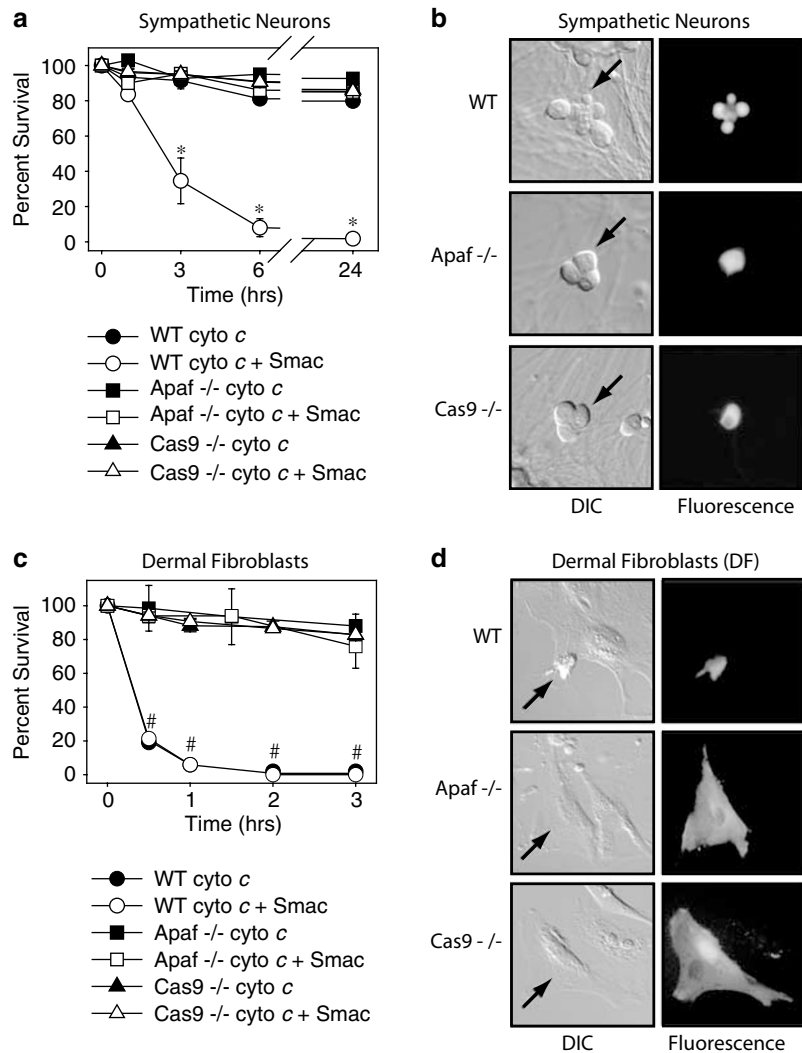 a
Sympathetic Neurons
Percent Survival
100
80
60
40
20
0
*
*
*
0
3
6
24
Time (hrs)
WT cyto c
WT cyto c + Smac
Apaf -/- cyto c
Apaf -/- cyto c + Smac
Cas9 -/- cyto c
Cas9 -/- cyto c + Smac
b
Sympathetic Neurons
WT
Apaf -/-
Cas9 -/-
DIC
Fluorescence
c
Dermal Fibroblasts
Percent Survival
100
80
60
40
20
0
#
#
#
#
0
1
2
3
Time (hrs)
WT cyto c
WT cyto c + Smac
Apaf -/- cyto c
Apaf -/- cyto c + Smac
Cas9 -/- cyto c
Cas9 -/- cyto c + Smac
d
Dermal Fibroblasts (DF)
WT
Apaf -/-
Cas9 -/-
DIC
Fluorescence